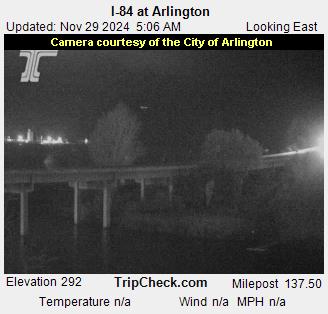 I-84 at Arlington
Updated: Nov 29 2024 5:06 AM Looking East
Camera courtesy of the City of Arlington
Elevation 292 TripCheck.com Milepost 137.50
Temperature n/a Wind n/a MPH n/a